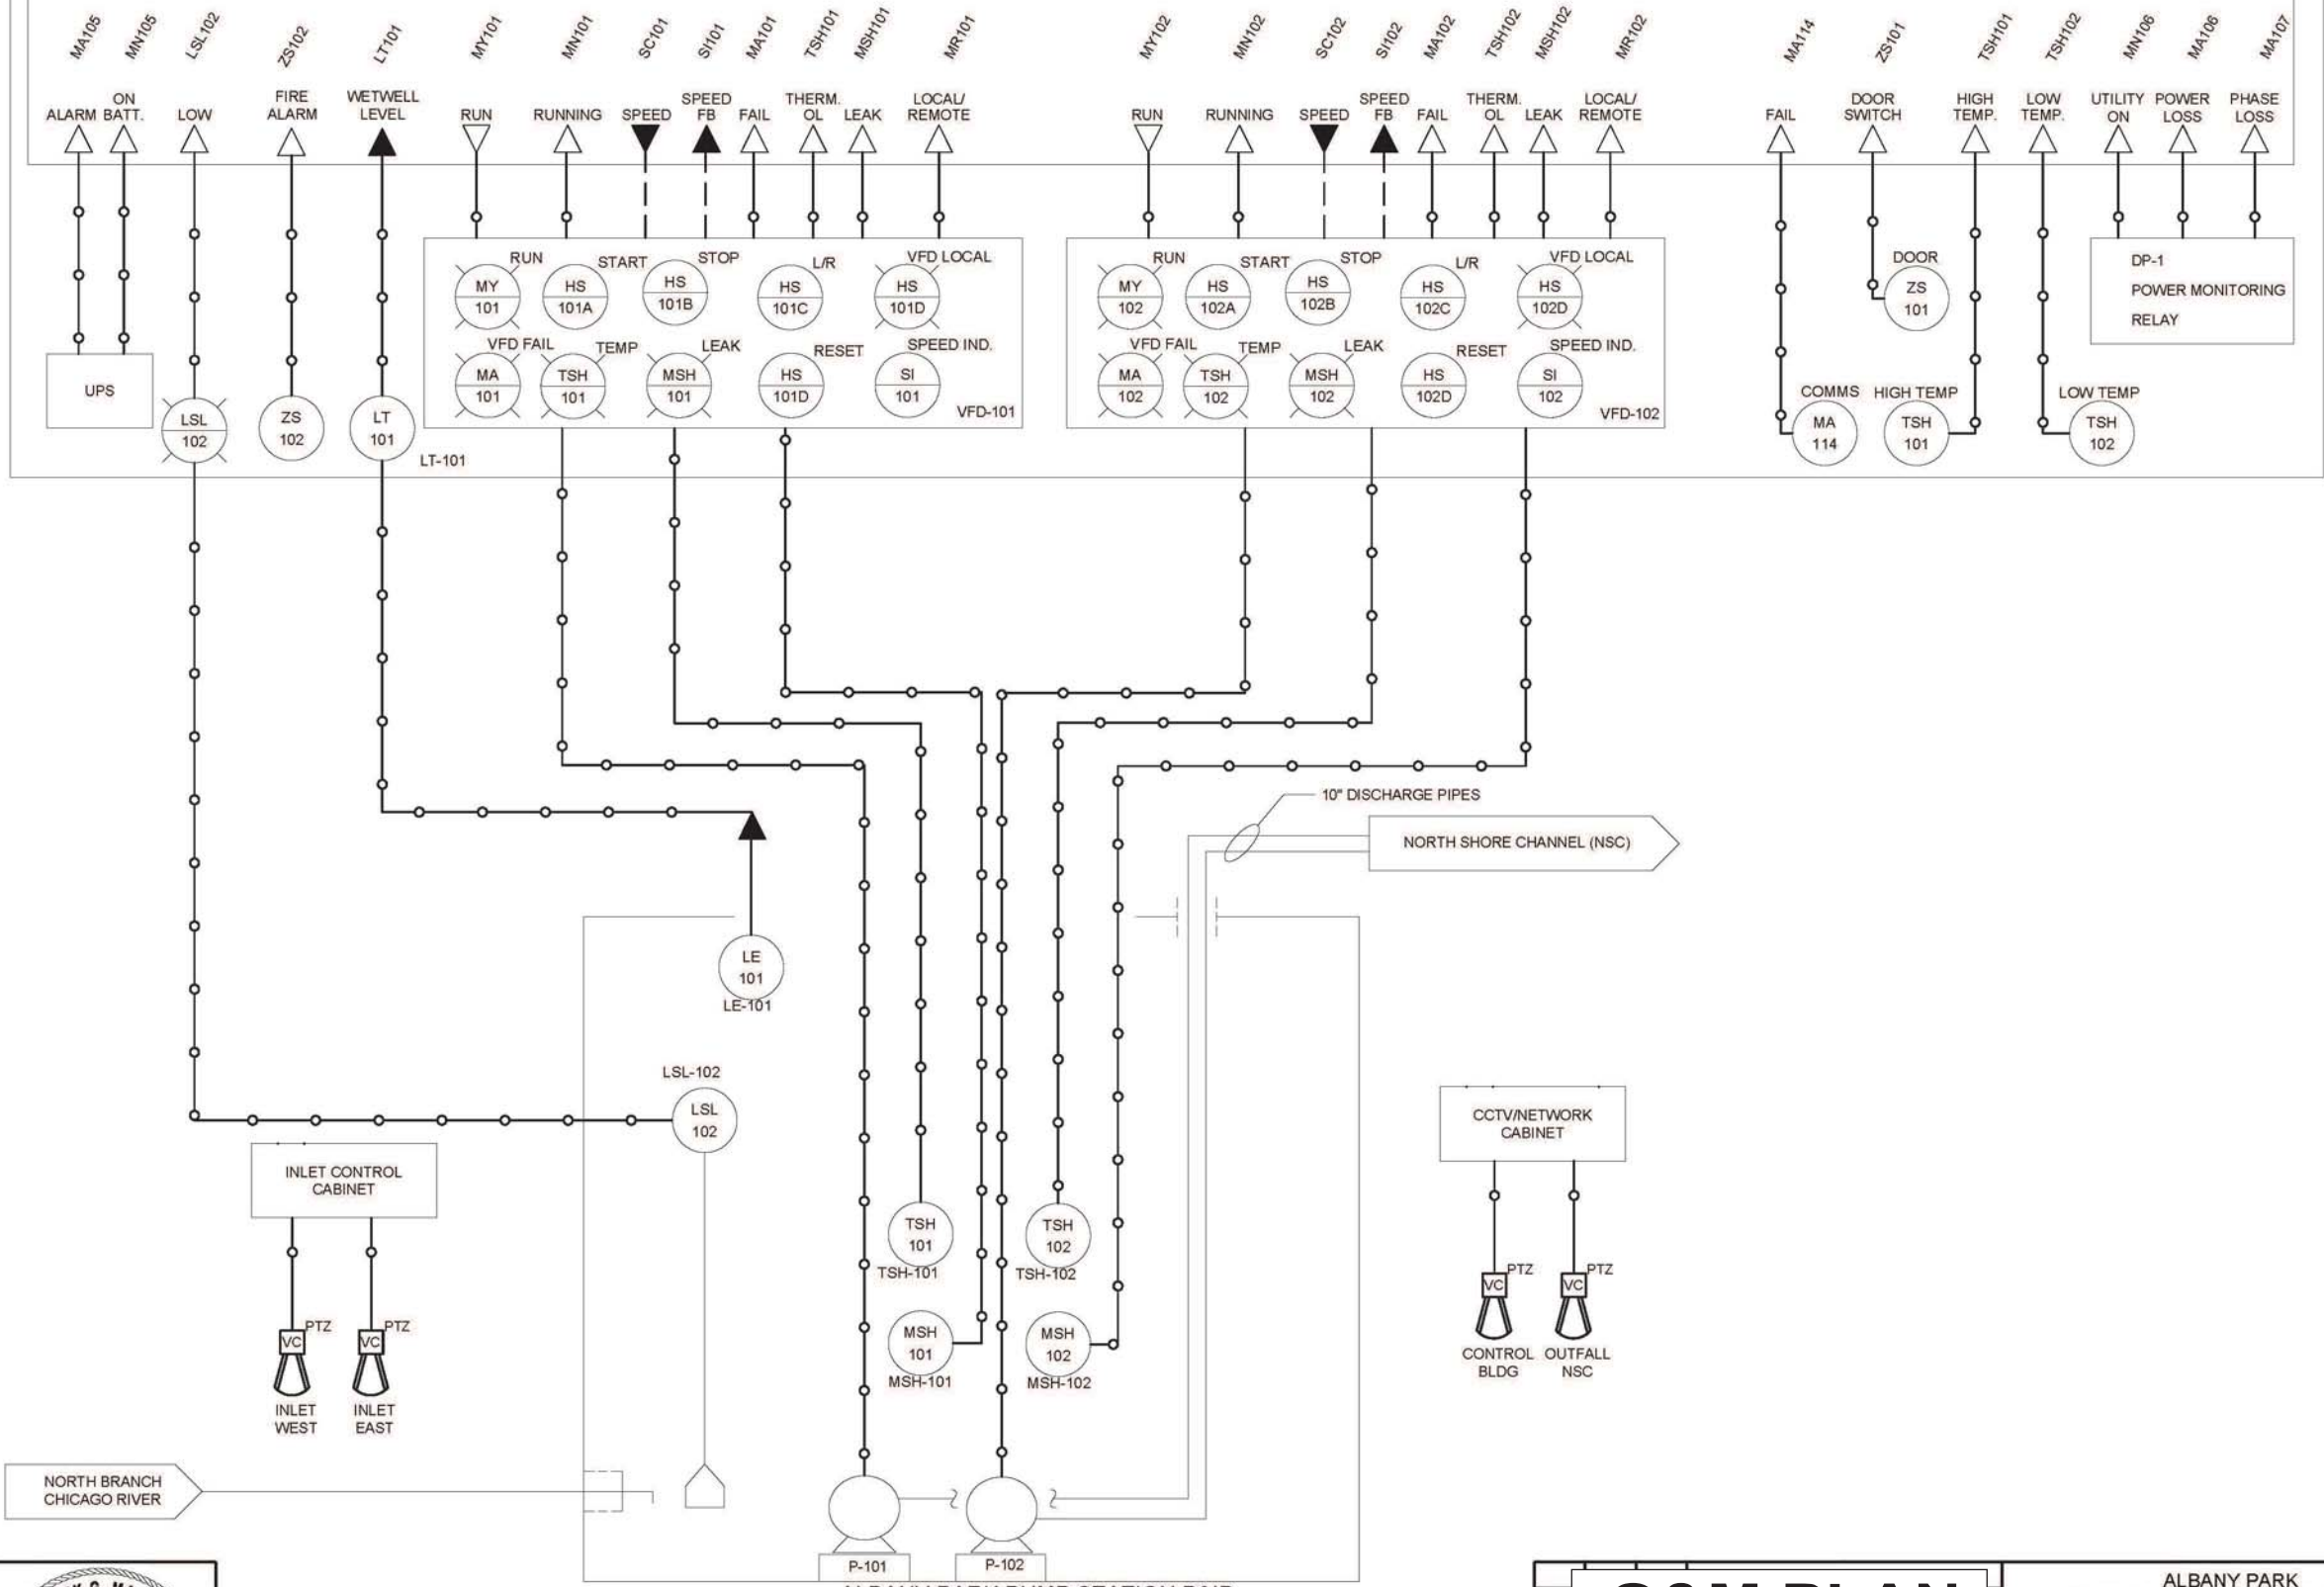 MA105
MN105
LSL102
ZS102
LT101
MY101
MN101
SC101
SI101
MA101
TSH101
MSH101
MR101
MY102
MN102
SC102
SI102
MA102
TSH102
MSH102
MR102
MA114
ZS101
TSH101
TSH102
MN106
MA106
MA107
ALARM
ON
BATT.
LOW
FIRE
ALARM
WETWELL
LEVEL
RUN
RUNNING
SPEED
SPEED
FB
FAIL
THERM.
OL
LEAK
LOCAL/
REMOTE
RUN
RUNNING
SPEED
SPEED
FB
FAIL
THERM.
OL
LEAK
LOCAL/
REMOTE
FAIL
DOOR
SWITCH
HIGH
TEMP.
LOW
TEMP.
UTILITY
ON
POWER
LOSS
PHASE
LOSS
UPS
LSL
102
ZS
102
LT
101
LT-101
RUN
MY
101
START
HS
101A
STOP
HS
101B
L/R
HS
101C
VFD LOCAL
HS
101D
VFD FAIL
MA
101
TEMP
TSH
101
LEAK
MSH
101
RESET
HS
101D
SPEED IND.
SI
101
VFD-101
RUN
MY
102
START
HS
102A
STOP
HS
102B
L/R
HS
102C
VFD LOCAL
HS
102D
VFD FAIL
MA
102
TEMP
TSH
102
LEAK
MSH
102
RESET
HS
102D
SPEED IND.
SI
102
VFD-102
DOOR
ZS
101
DP-1
POWER MONITORING
RELAY
COMMS
MA
114
HIGH TEMP
TSH
101
LOW TEMP
TSH
102
10" DISCHARGE PIPES
NORTH SHORE CHANNEL (NSC)
LE
101
LE-101
LSL-102
LSL
102
INLET CONTROL
CABINET
VC
PTZ
VC
PTZ
INLET
WEST
INLET
EAST
TSH
101
TSH-101
TSH
102
TSH-102
MSH
101
MSH-101
MSH
102
MSH-102
CCTV/NETWORK
CABINET
VC
PTZ
VC
PTZ
CONTROL
BLDG
OUTFALL
NSC
NORTH BRANCH
CHICAGO RIVER
P-101
P-102
O&M PLAN
ALBANY PARK